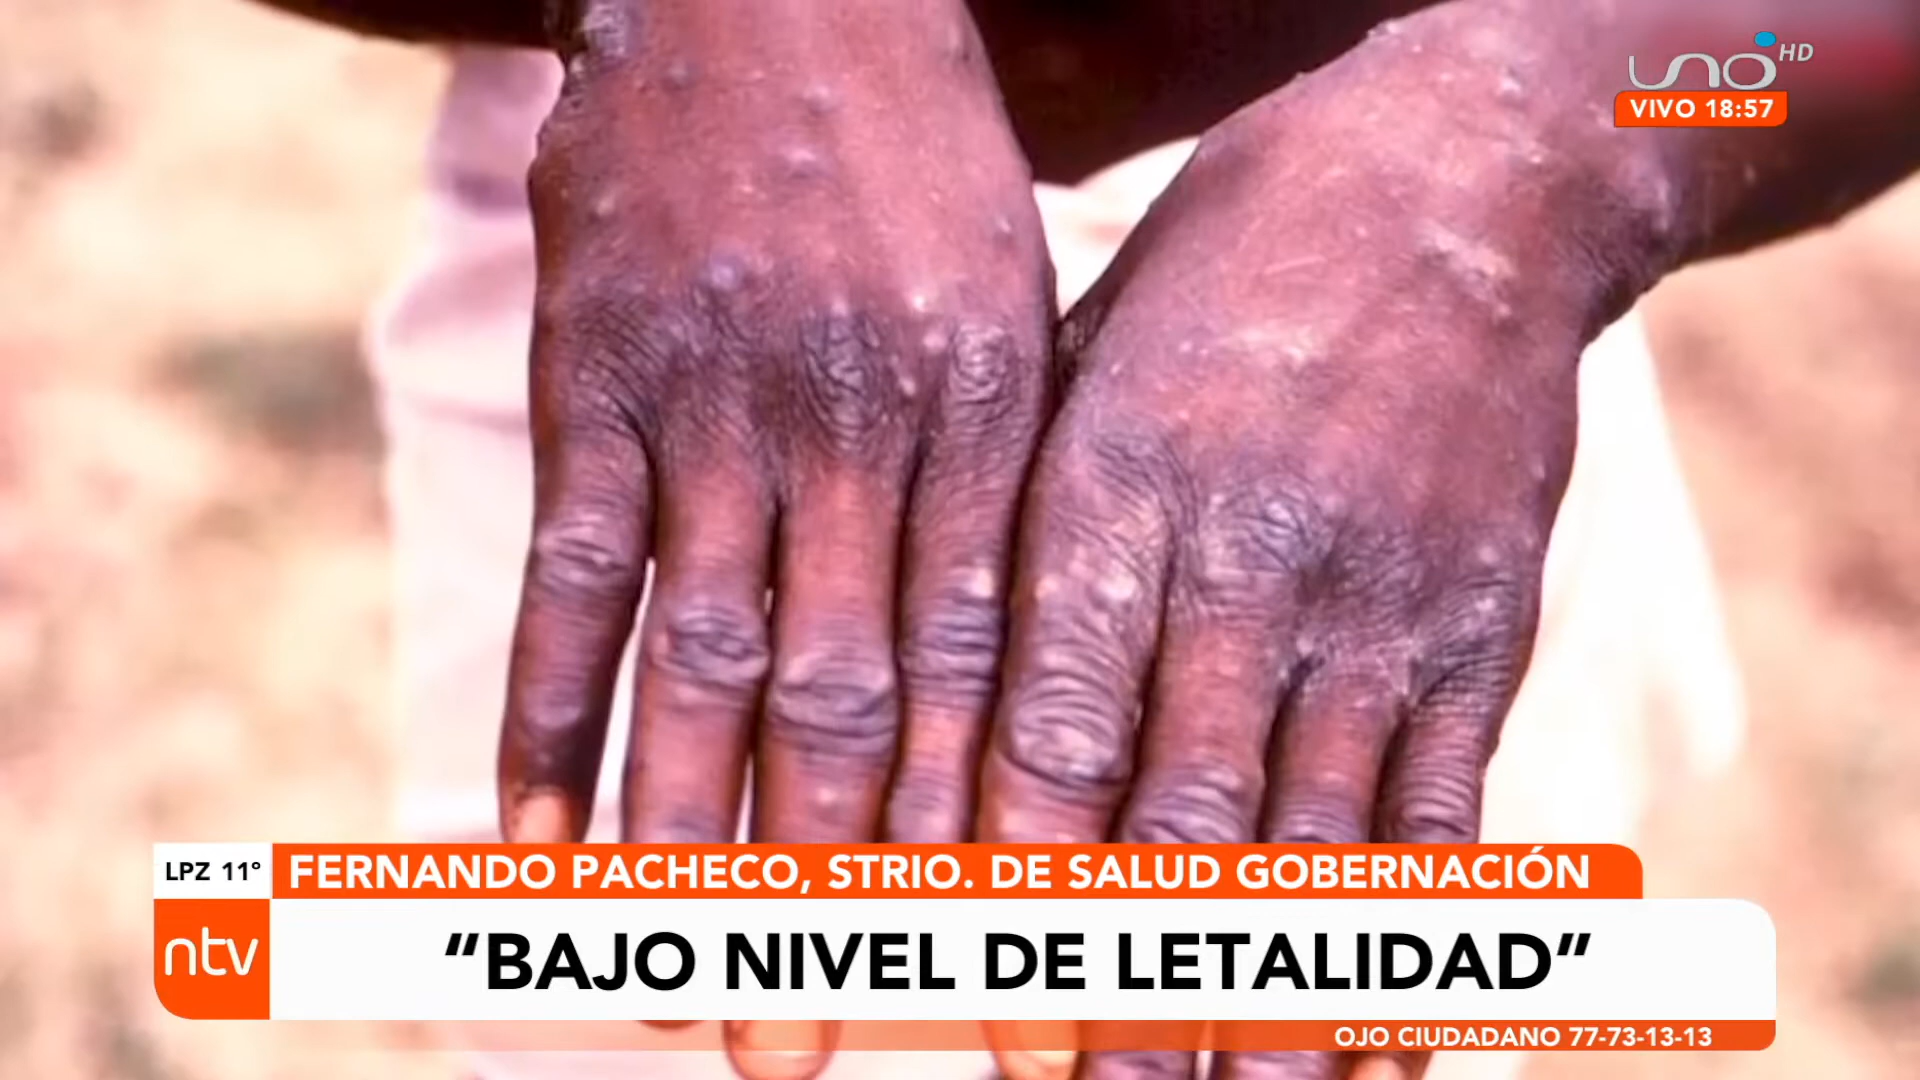 uno HD
VIVO 18:57
LPZ 11° FERNANDO PACHECO, STRIO. DE SALUD GOBERNACIÓN
ntv “BAJO NIVEL DE LETALIDAD”
OJO CIUDADANO 77-73-13-13